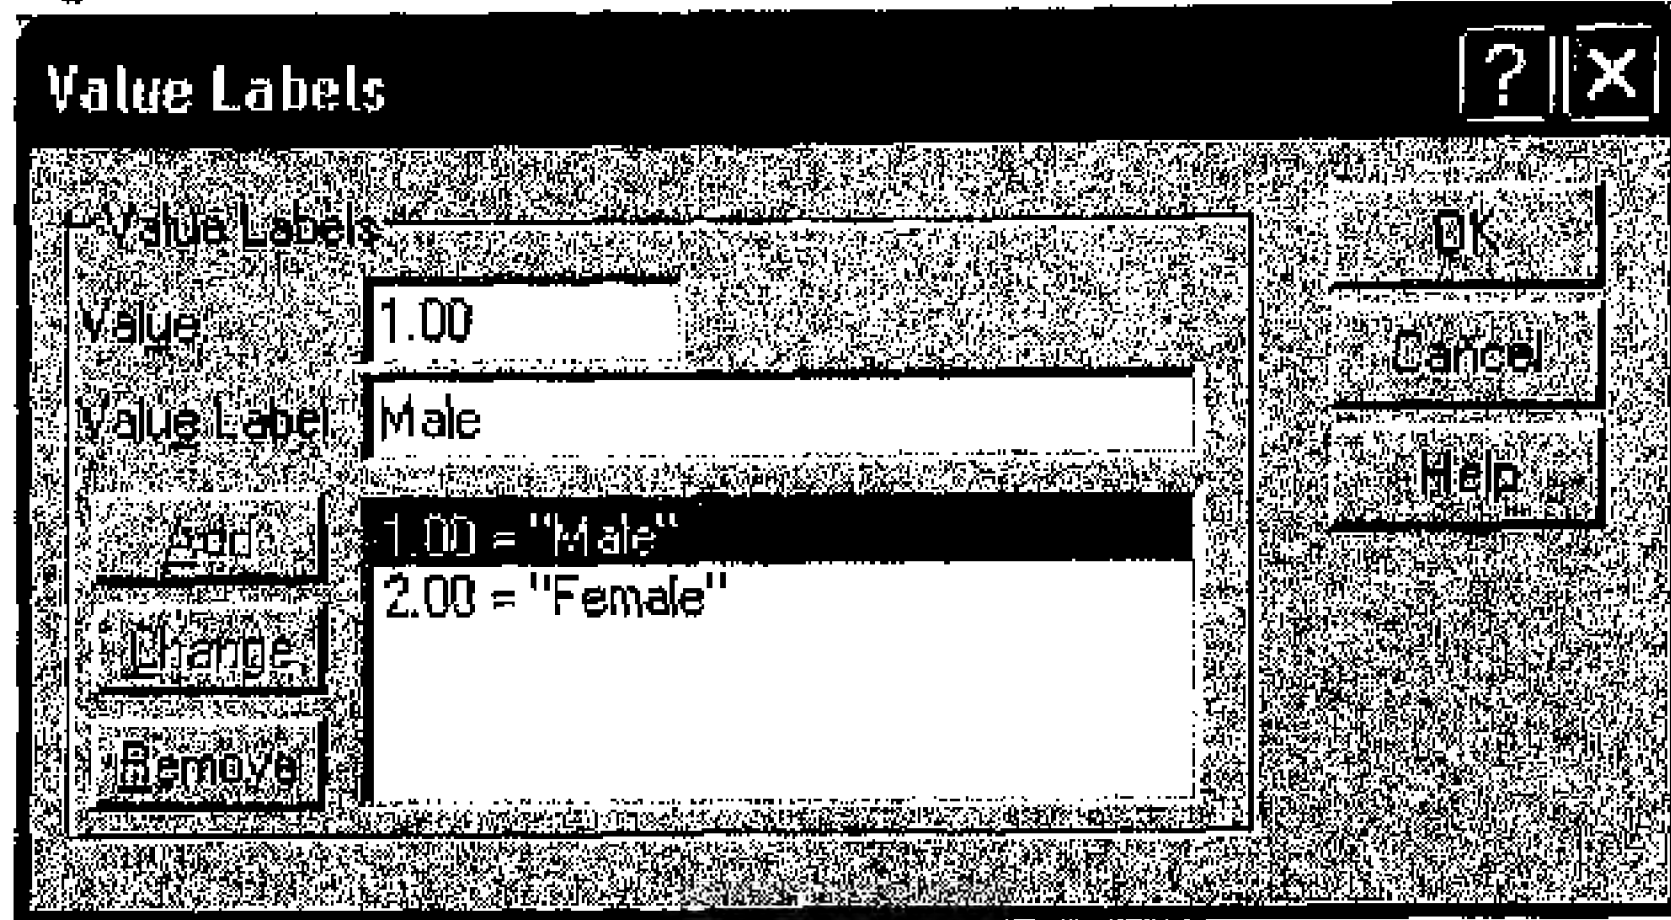 Value Labels
? X
Value Labels
Value 1.00
Value Label Male
Add
Change
Remove
1.00 = "Male"
2.00 = "Female"
OK
Cancel
Help